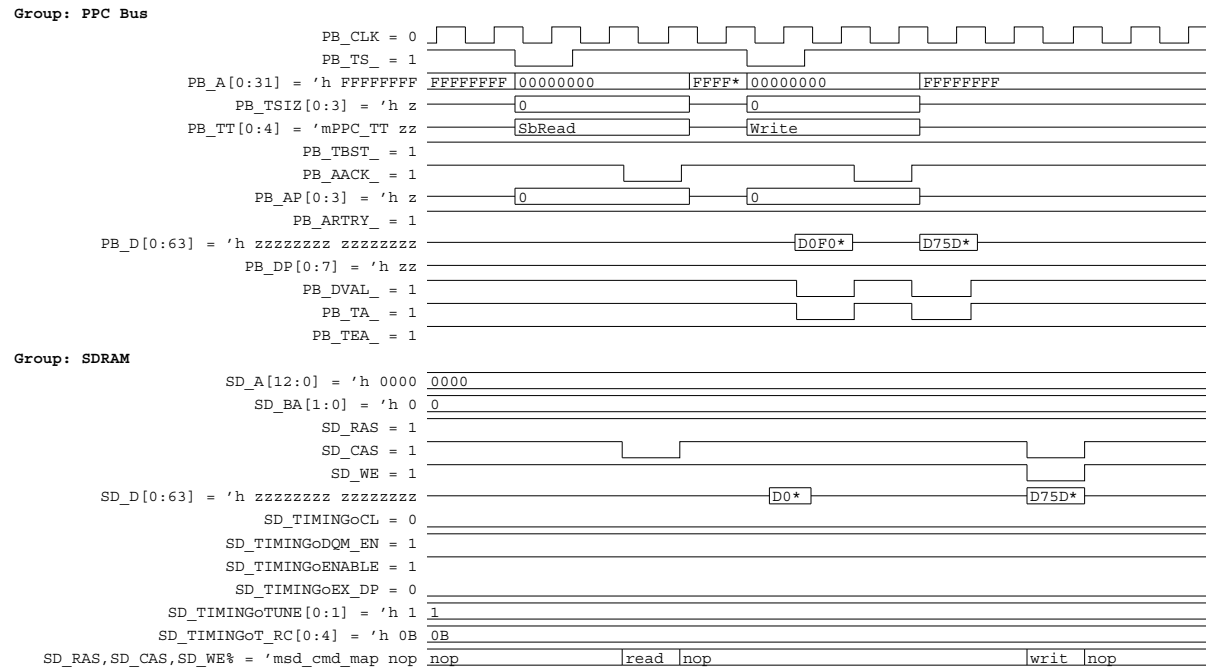 Group: PPC Bus
PB_CLK = 0
PB_TS_ = 1
PB_A[0:31] = 'h FFFFFFFF FFFFFFFF 00000000 FFFF* 00000000 FFFFFFFF
PB_TSIZ[0:3] = 'h z 0 0
PB_TT[0:4] = 'mPPC_TT zz SbRead Write
PB_TBST_ = 1
PB_AACK_ = 1
PB_AP[0:3] = 'h z 0 0
PB_ARTRY_ = 1
PB_D[0:63] = 'h zzzzzzzz zzzzzzzz D0F0* D75D*
PB_DP[0:7] = 'h zz
PB_DVAL_ = 1
PB_TA_ = 1
PB_TEA_ = 1
Group: SDRAM
SD_A[12:0] = 'h 0000 0000
SD_BA[1:0] = 'h 0 0
SD_RAS = 1
SD_CAS = 1
SD_WE = 1
SD_D[0:63] = 'h zzzzzzzz zzzzzzzz D0* D75D*
SD_TIMINGoCL = 0
SD_TIMINGoDQM_EN = 1
SD_TIMINGoENABLE = 1
SD_TIMINGoEX_DP = 0
SD_TIMINGoTUNE[0:1] = 'h 1 1
SD_TIMINGoT_RC[0:4] = 'h 0B 0B
SD_RAS,SD_CAS,SD_WE% = 'msd_cmd_map nop nop read nop writ nop